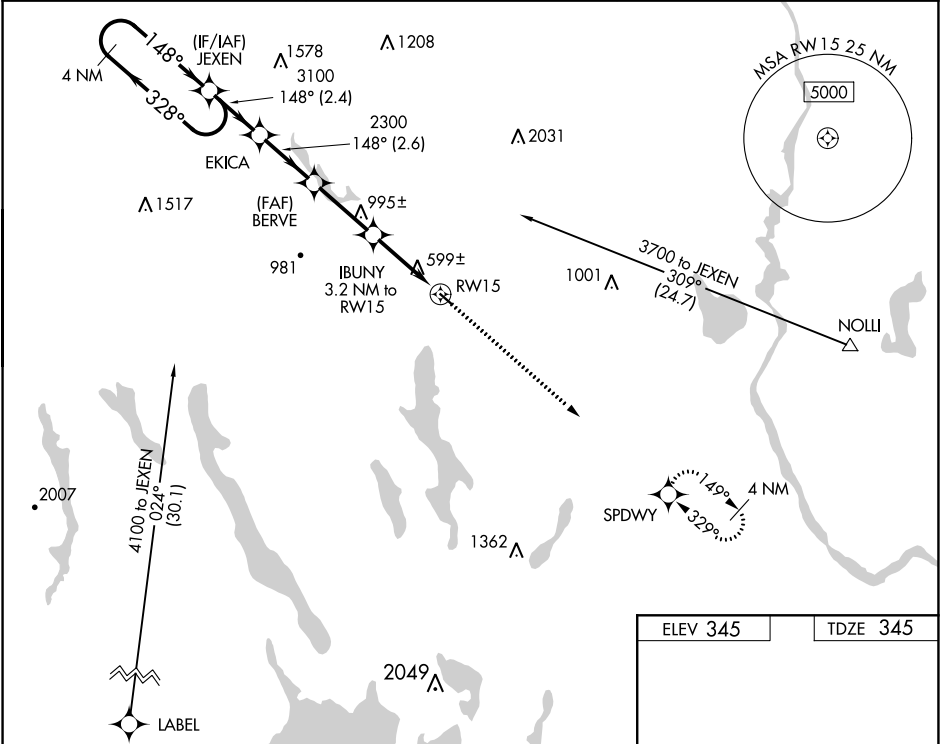 148°
4 NM
328°
(IF/IAF)
JEXEN
1578
3100
148° (2.4)
1208
2300
148° (2.6)
2031
EKICA
MSA RW15 25 NM
5000
1517
(FAF)
BERVE
995±
981
IBUNY
3.2 NM to
RW15
599±
RW15
3700 to JEXEN
309°
(24.7)
1001
NOLLI
4100 to JEXEN
024°
(30.1)
2007
SPDWY
149°
4 NM
329°
1362
ELEV 345
TDZE 345
2049
LABEL